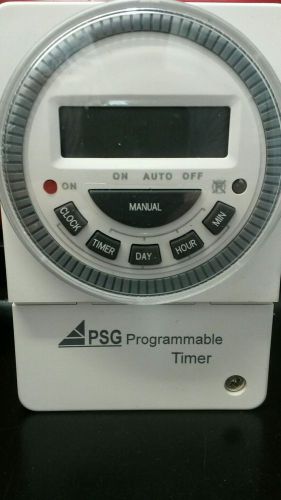 ON AUTO OFF
ON
MANUAL
CLOCK
TIMER
DAY
HOUR
MIN
PSG Programmable
Timer